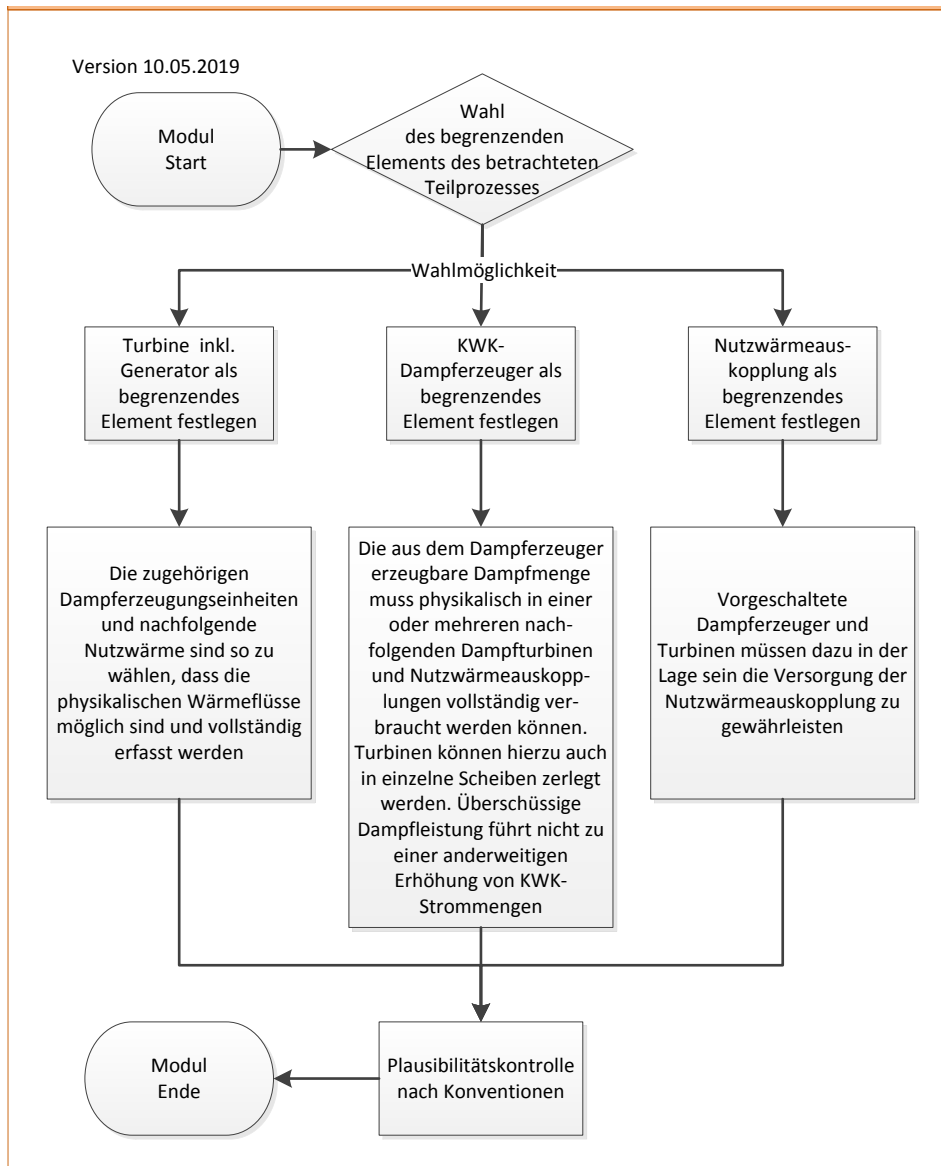 Version 10.05.2019
Modul
Start
Wahl
des begrenzenden
Elements des betrachteten
Teilprozesses
Wahlmöglichkeit
Turbine inkl.
Generator als
begrenzendes
Element festlegen
KWK-
Dampferzeuger als
begrenzendes
Element festlegen
Nutzwärmeaus-
kopplung als
begrenzendes
Element festlegen
Die zugehörigen
Dampferzeugungseinheiten
und nachfolgende
Nutzwärme sind so zu
wählen, dass die
physikalischen Wärmeflüsse
möglich sind und vollständig
erfasst werden
Die aus dem Dampferzeuger
erzeugbare Dampfmenge
muss physikalisch in einer
oder mehreren nach-
folgenden Dampfturbinen
und Nutzwärmeauskopp-
lungen vollständig ver-
braucht werden können.
Turbinen können hierzu auch
in einzelne Scheiben zerlegt
werden. Überschüssige
Dampfleistung führt nicht zu
einer anderweitigen
Erhöhung von KWK-
Strommengen
Vorgeschaltete
Dampferzeuger und
Turbinen müssen dazu in der
Lage sein die Versorgung der
Nutzwärmeauskopplung zu
gewährleisten
Modul
Ende
Plausibilitätskontrolle
nach Konventionen